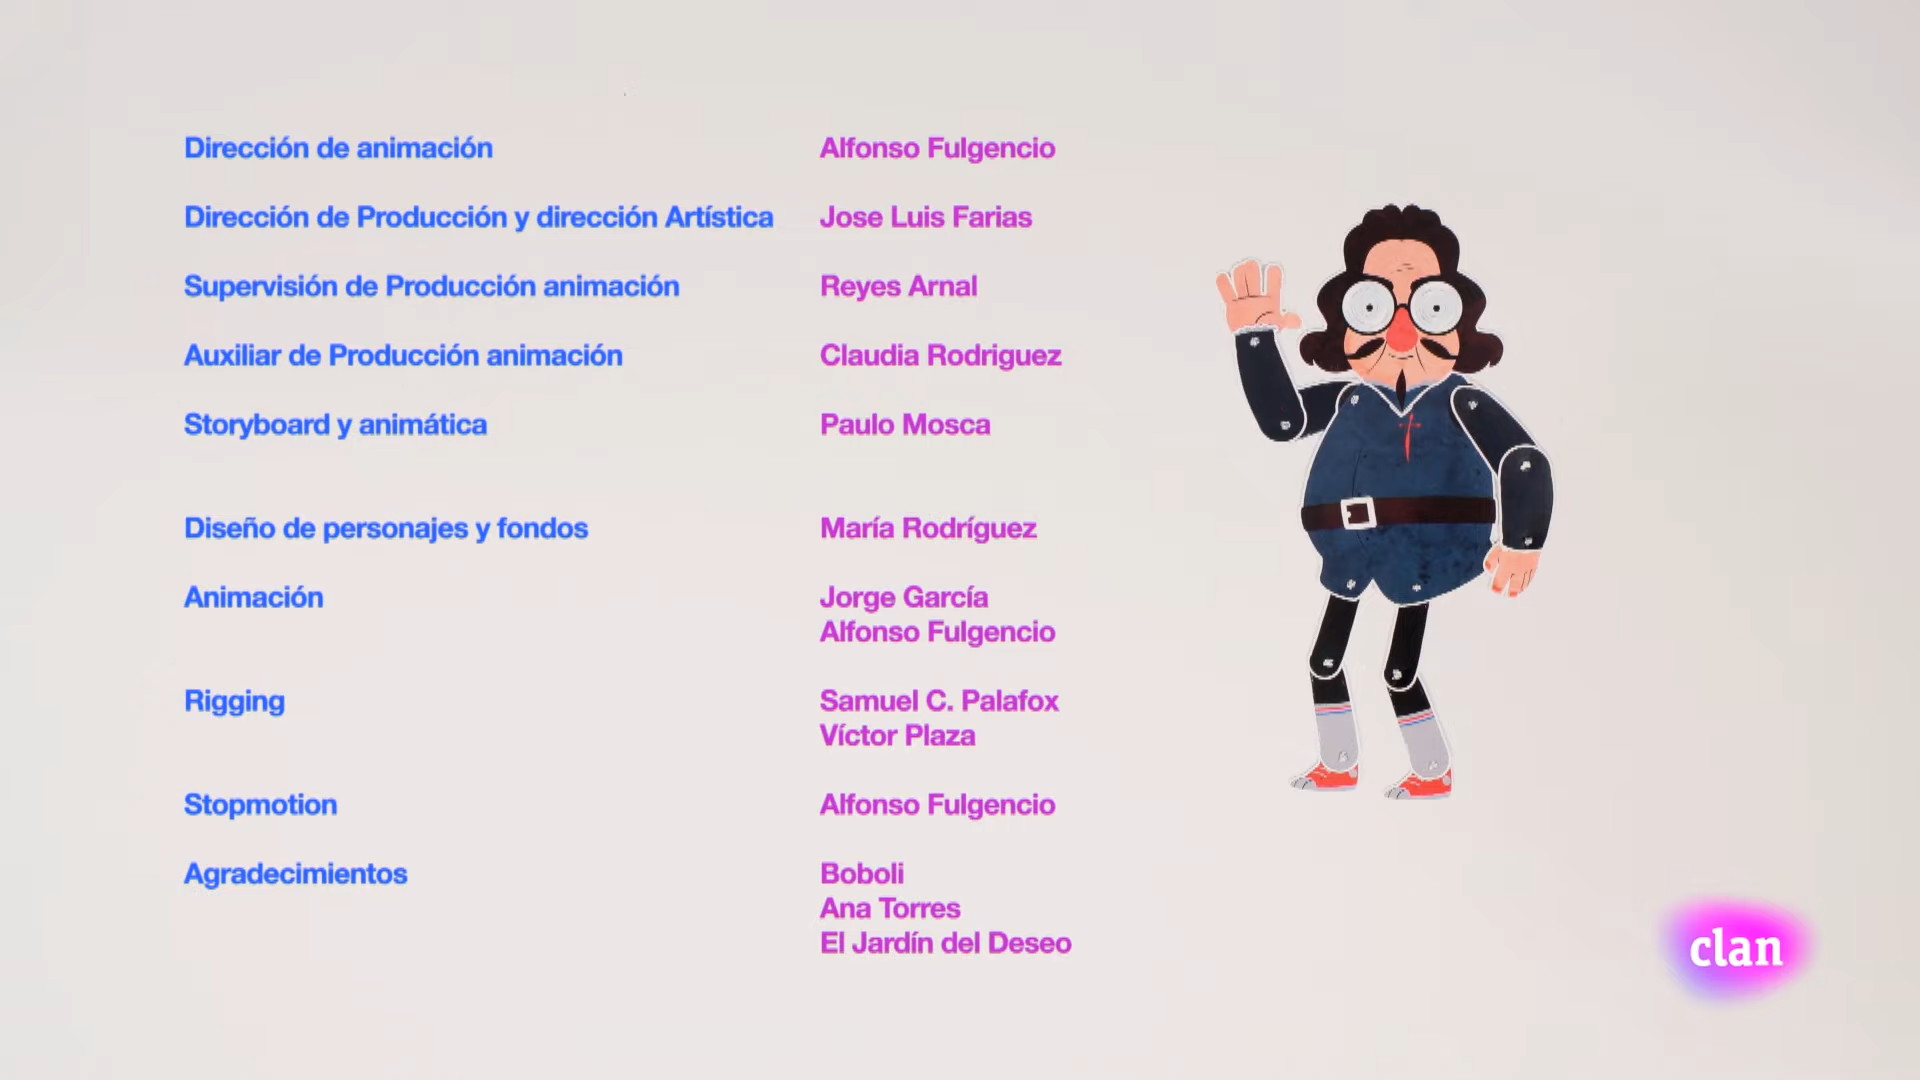 Dirección de animación Alfonso Fulgencio
Dirección de Producción y dirección Artística Jose Luis Farias
Supervisión de Producción animación Reyes Arnal
Auxiliar de Producción animación Claudia Rodriguez
Storyboard y animática Paulo Mosca
Diseño de personajes y fondos María Rodríguez
Animación Jorge García
Alfonso Fulgencio
Rigging Samuel C. Palafox
Víctor Plaza
Stopmotion Alfonso Fulgencio
Agradecimientos Boboli
Ana Torres
El Jardín del Deseo
clan